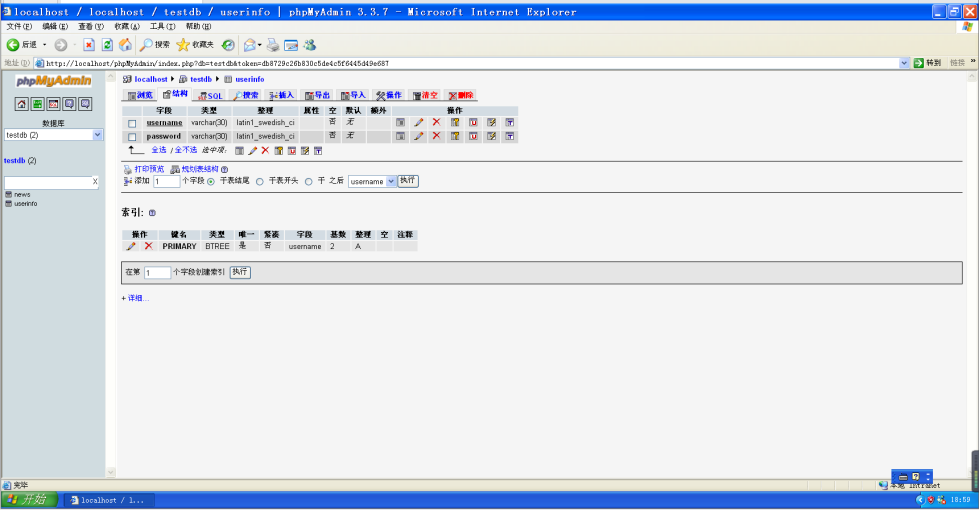 localhost / localhost / testdb / userinfo | phpMyAdmin 3.3.7 - Microsoft Internet Explorer
文件(F) 编辑(E) 查看(V) 收藏(A) 工具(T) 帮助(H)
后退 搜索 收藏夹
地址(D) http://localhost/phpMyAdmin/index.php?db=testdb&token=db8729c26b830c5de4c5f6445d49e687 转到 链接 »
phpMyAdmin
数据库
testdb (2)
testdb (2)
X
news
userinfo
localhost ▸ testdb ▸ userinfo
浏览 结构 SQL 搜索 插入 导出 导入 操作 清空 删除
字段 类型 整理 属性 空 默认 额外 操作
username varchar(30) latin1_swedish_ci 否 无
password varchar(30) latin1_swedish_ci 否 无
全选 / 全不选 选中项:
打印预览 规划表结构
添加 1 个字段 于表结尾 于表开头 于 之后 username 执行
索引:
操作 键名 类型 唯一 紧凑 字段 基数 整理 空 注释
PRIMARY BTREE 是 否 username 2 A
在第 1 个字段创建索引 执行
+ 详细...
完毕 本地 Intranet
开始 localhost / l... 18:59